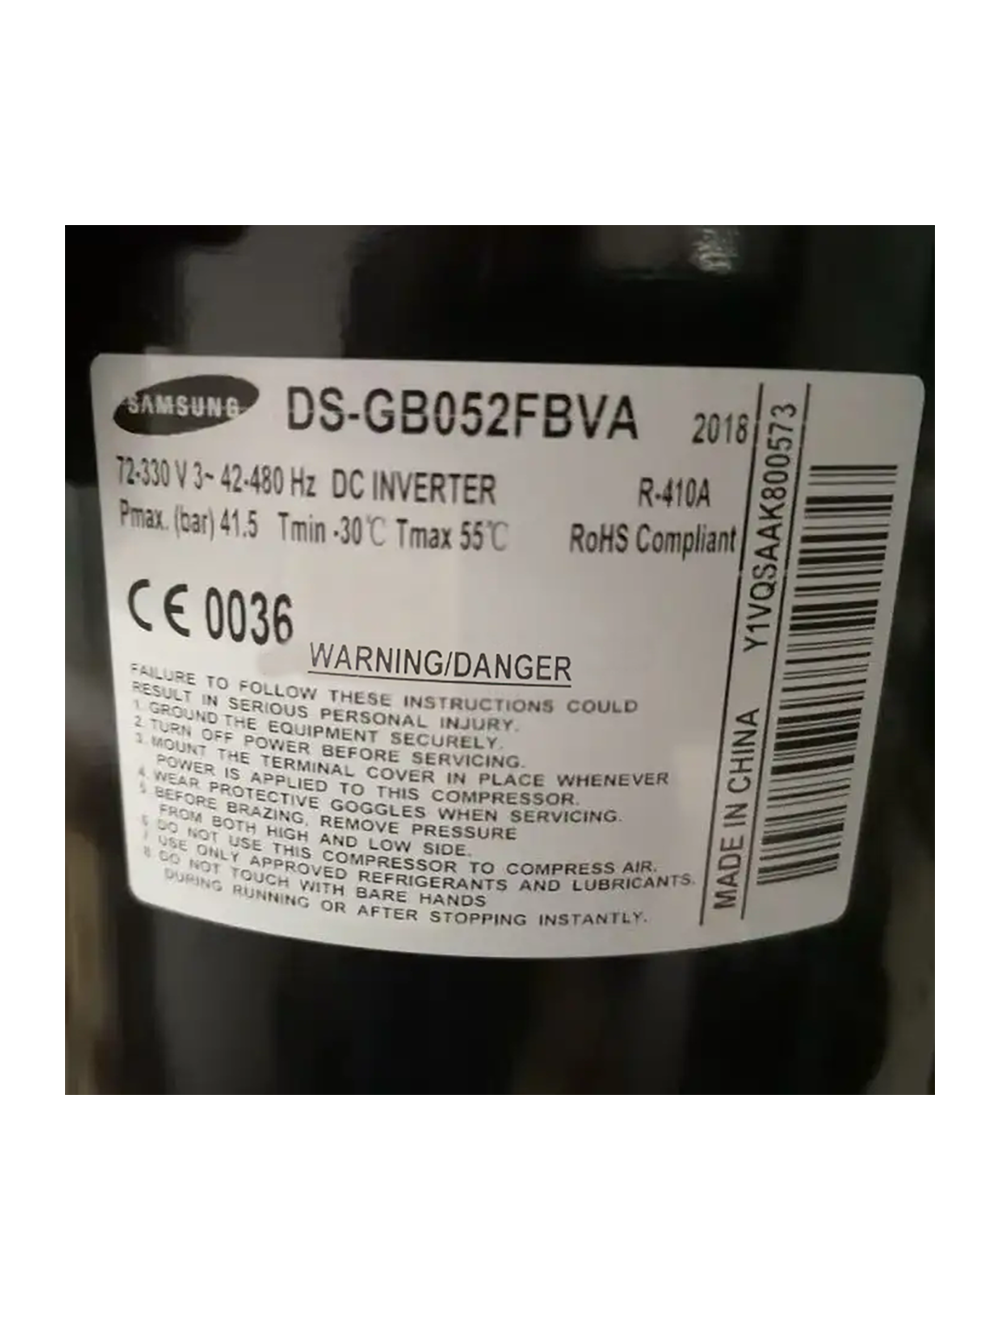 SAMSUNG DS-GB052FBVA 2018
72-330 V 3~ 42-480 Hz DC INVERTER R-410A
Pmax. (bar) 41.5 Tmin -30℃ Tmax 55℃ RoHS Compliant
CE 0036
WARNING/DANGER
FAILURE TO FOLLOW THESE INSTRUCTIONS COULD
RESULT IN SERIOUS PERSONAL INJURY.
1. GROUND THE EQUIPMENT SECURELY.
2. TURN OFF POWER BEFORE SERVICING.
3. MOUNT THE TERMINAL COVER IN PLACE WHENEVER
POWER IS APPLIED TO THIS COMPRESSOR.
4. WEAR PROTECTIVE GOGGLES WHEN SERVICING.
5. BEFORE BRAZING, REMOVE PRESSURE
FROM BOTH HIGH AND LOW SIDE.
6. DO NOT USE THIS COMPRESSOR TO COMPRESS AIR.
7. USE ONLY APPROVED REFRIGERANTS AND LUBRICANTS.
8. DO NOT TOUCH WITH BARE HANDS
DURING RUNNING OR AFTER STOPPING INSTANTLY.
MADE IN CHINA Y1VQSAAK800573